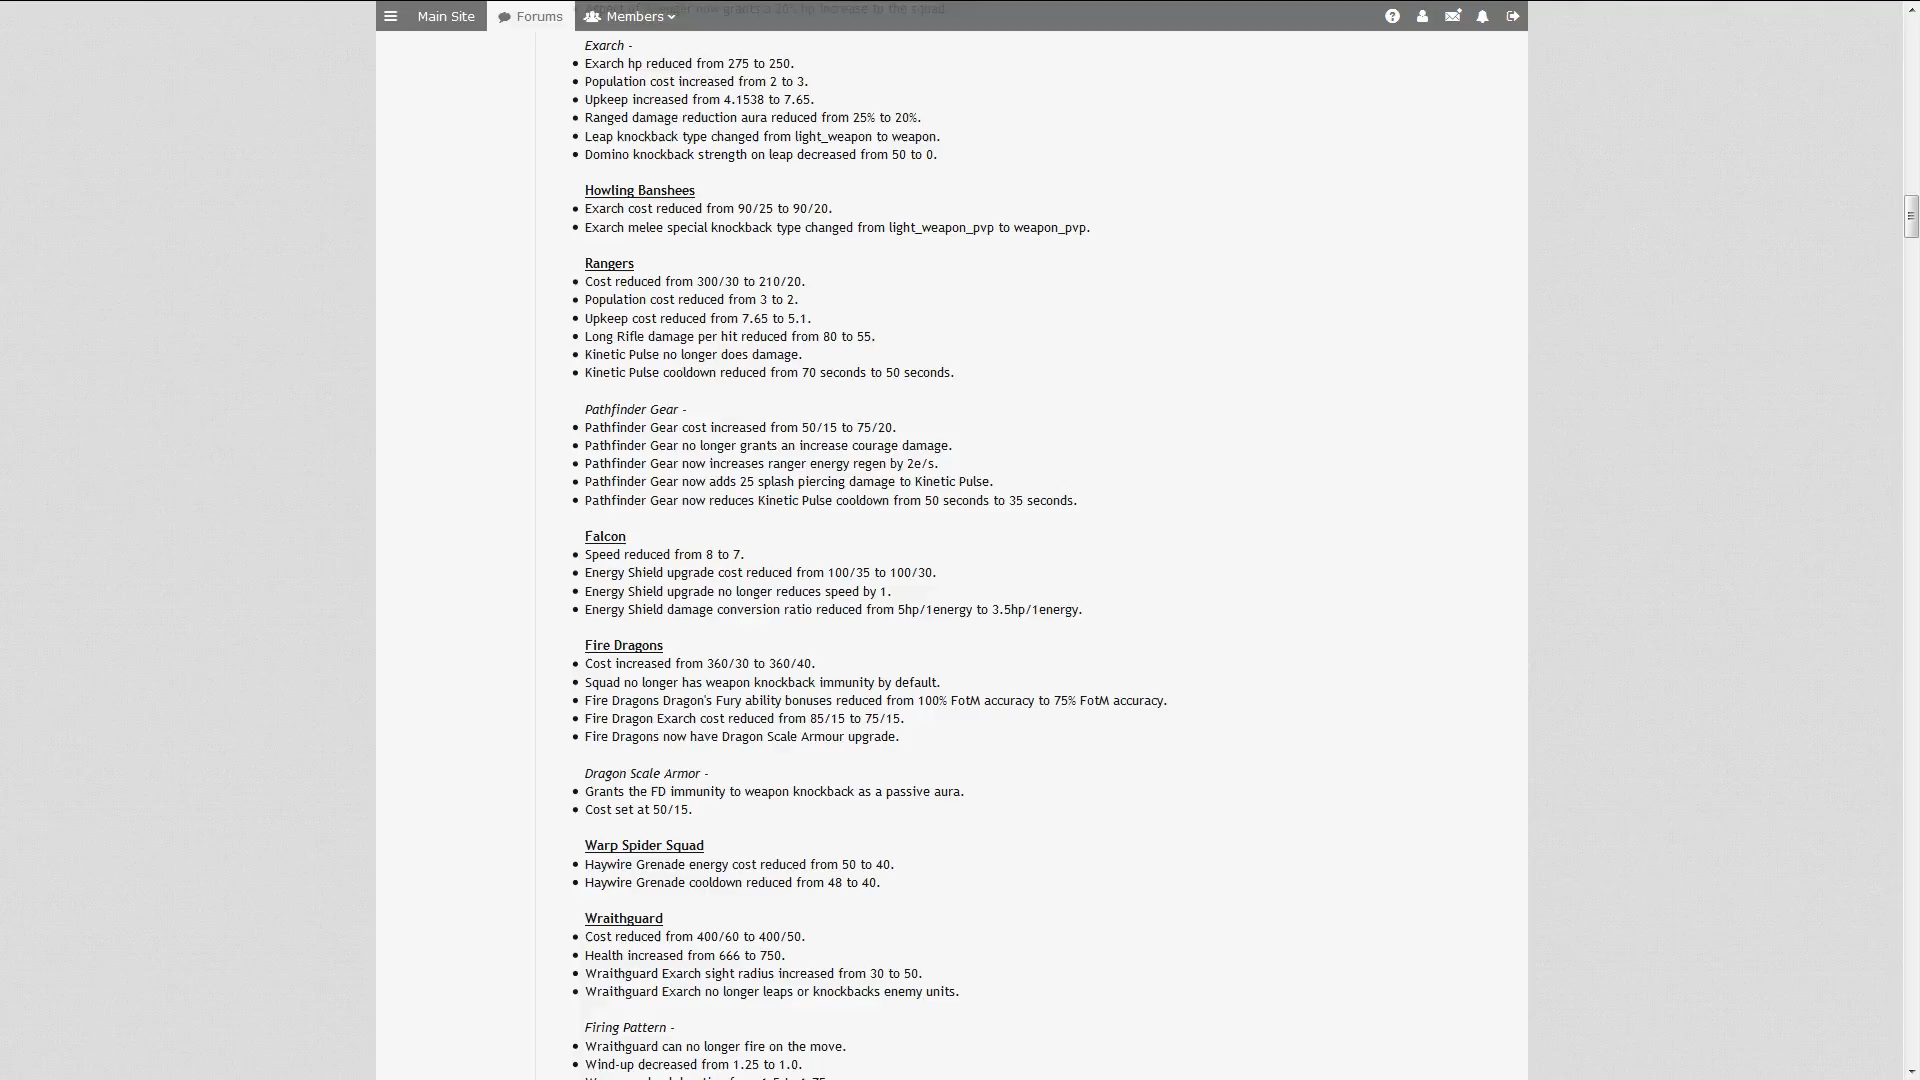 Main Site Forums Members
now grants a 20% hp increase to the squad
Exarch -
• Exarch hp reduced from 275 to 250.
• Population cost increased from 2 to 3.
• Upkeep increased from 4.1538 to 7.65.
• Ranged damage reduction aura reduced from 25% to 20%.
• Leap knockback type changed from light_weapon to weapon.
• Domino knockback strength on leap decreased from 50 to 0.
Howling Banshees
• Exarch cost reduced from 90/25 to 90/20.
• Exarch melee special knockback type changed from light_weapon_pvp to weapon_pvp.
Rangers
• Cost reduced from 300/30 to 210/20.
• Population cost reduced from 3 to 2.
• Upkeep cost reduced from 7.65 to 5.1.
• Long Rifle damage per hit reduced from 80 to 55.
• Kinetic Pulse no longer does damage.
• Kinetic Pulse cooldown reduced from 70 seconds to 50 seconds.
Pathfinder Gear -
• Pathfinder Gear cost increased from 50/15 to 75/20.
• Pathfinder Gear no longer grants an increase courage damage.
• Pathfinder Gear now increases ranger energy regen by 2e/s.
• Pathfinder Gear now adds 25 splash piercing damage to Kinetic Pulse.
• Pathfinder Gear now reduces Kinetic Pulse cooldown from 50 seconds to 35 seconds.
Falcon
• Speed reduced from 8 to 7.
• Energy Shield upgrade cost reduced from 100/35 to 100/30.
• Energy Shield upgrade no longer reduces speed by 1.
• Energy Shield damage conversion ratio reduced from 5hp/1energy to 3.5hp/1energy.
Fire Dragons
• Cost increased from 360/30 to 360/40.
• Squad no longer has weapon knockback immunity by default.
• Fire Dragons Dragon's Fury ability bonuses reduced from 100% FotM accuracy to 75% FotM accuracy.
• Fire Dragon Exarch cost reduced from 85/15 to 75/15.
• Fire Dragons now have Dragon Scale Armour upgrade.
Dragon Scale Armor -
• Grants the FD immunity to weapon knockback as a passive aura.
• Cost set at 50/15.
Warp Spider Squad
• Haywire Grenade energy cost reduced from 50 to 40.
• Haywire Grenade cooldown reduced from 48 to 40.
Wraithguard
• Cost reduced from 400/60 to 400/50.
• Health increased from 666 to 750.
• Wraithguard Exarch sight radius increased from 30 to 50.
• Wraithguard Exarch no longer leaps or knockbacks enemy units.
Firing Pattern -
• Wraithguard can no longer fire on the move.
• Wind-up decreased from 1.25 to 1.0.